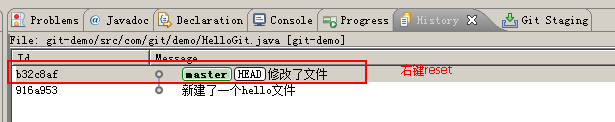 Problems @ Javadoc Declaration Console Progress History Git Staging
File: git-demo/src/com/git/demo/HelloGit.java [git-demo]
Id Message
b32c8af master HEAD 修改了文件 右键reset
916a953 新建了一个hello文件